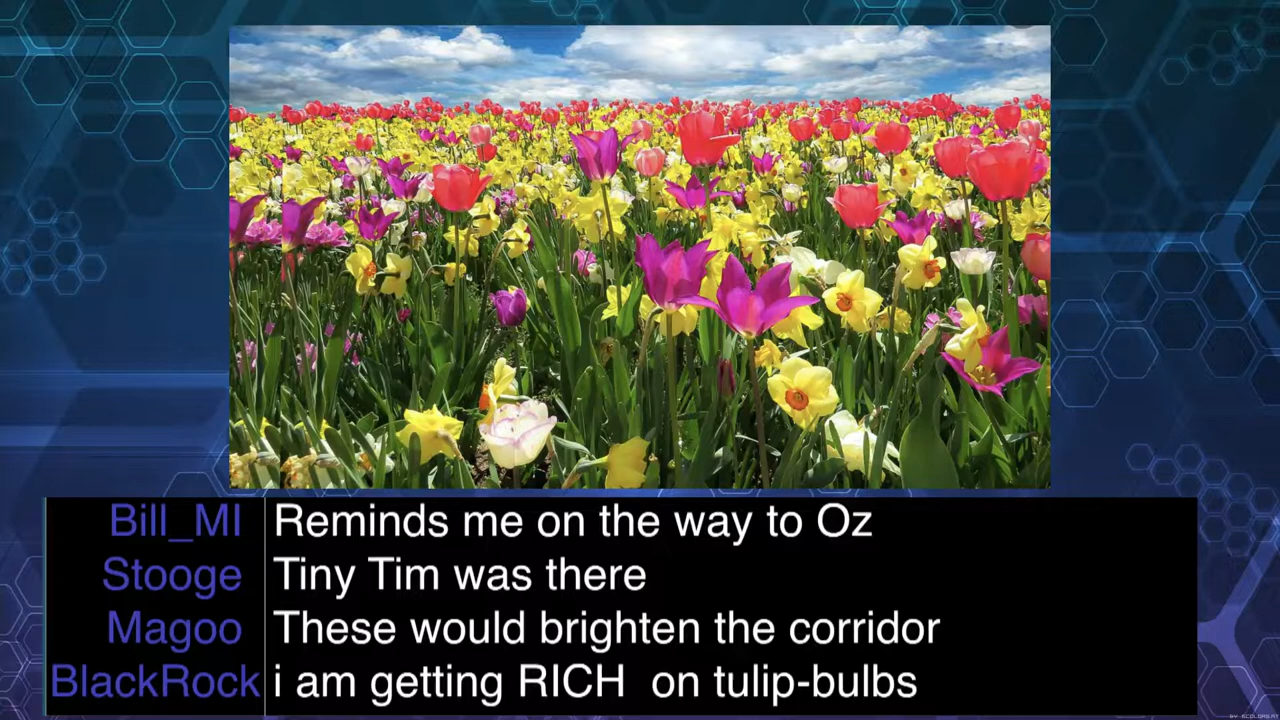 Bill_MI Reminds me on the way to Oz
Stooge Tiny Tim was there
Magoo These would brighten the corridor
BlackRock i am getting RICH  on tulip-bulbs